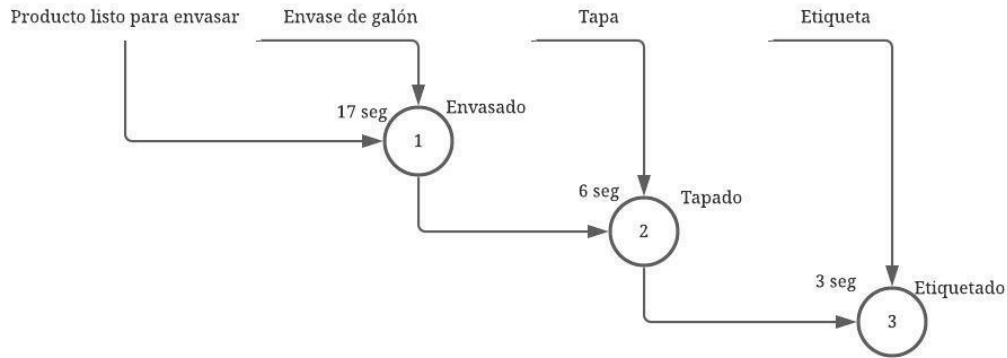 Producto listo para envasar
Envase de galón
Tapa
Etiqueta
17 seg
Envasado
1
6 seg
Tapado
2
3 seg
Etiquetado
3